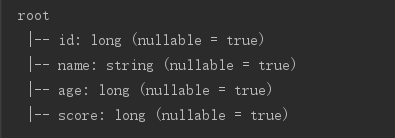 root
 |-- id: long (nullable = true)
 |-- name: string (nullable = true)
 |-- age: long (nullable = true)
 |-- score: long (nullable = true)